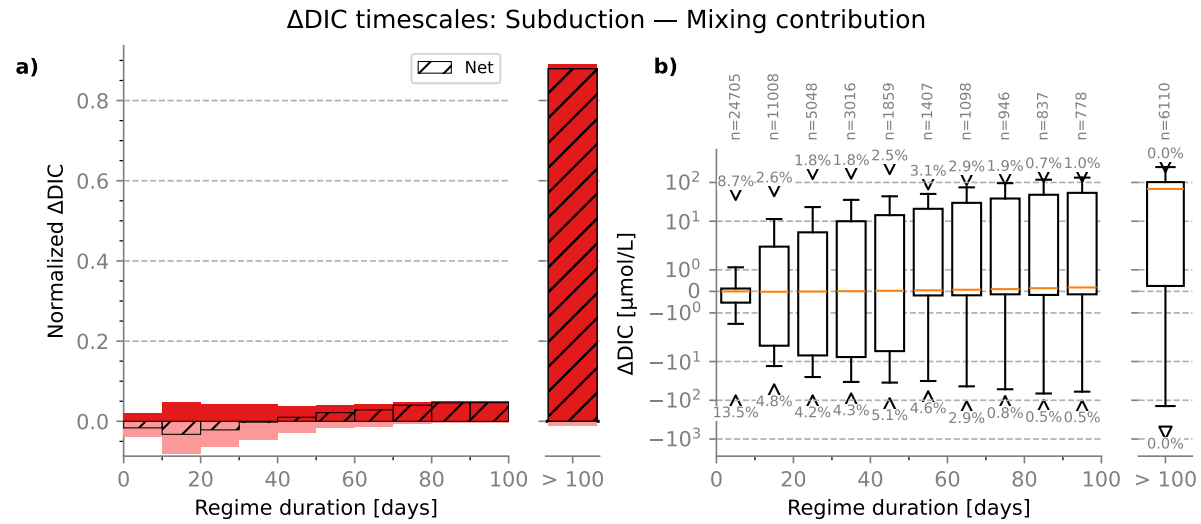 ΔDIC timescales: Subduction — Mixing contribution
a)
Net
Normalized ΔDIC
0.8
0.6
0.4
0.2
0.0
0 20 40 60 80 100 > 100
Regime duration [days]
b)
n=24705 n=11008 n=5048 n=3016 n=1859 n=1407 n=1098 n=946 n=837 n=778 n=6110
8.7% 2.6% 1.8% 1.8% 2.5% 3.1% 2.9% 1.9% 0.7% 1.0% 0.0%
ΔDIC [μmol/L]
10²
10¹
10⁰
0
−10⁰
−10¹
−10²
−10³
13.5% 4.8% 4.2% 4.3% 5.1% 4.6% 2.9% 0.8% 0.5% 0.5% 0.0%
0 20 40 60 80 100 > 100
Regime duration [days]